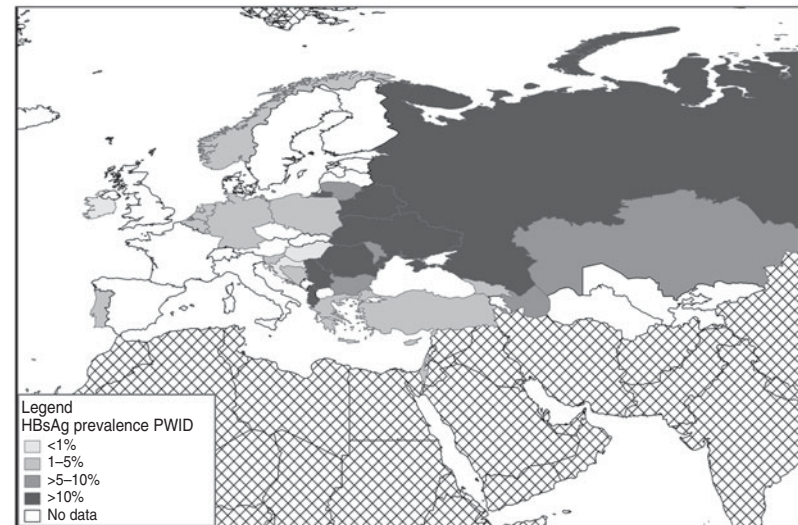 Legend
HBsAg prevalence PWID
<1%
1–5%
>5–10%
>10%
No data